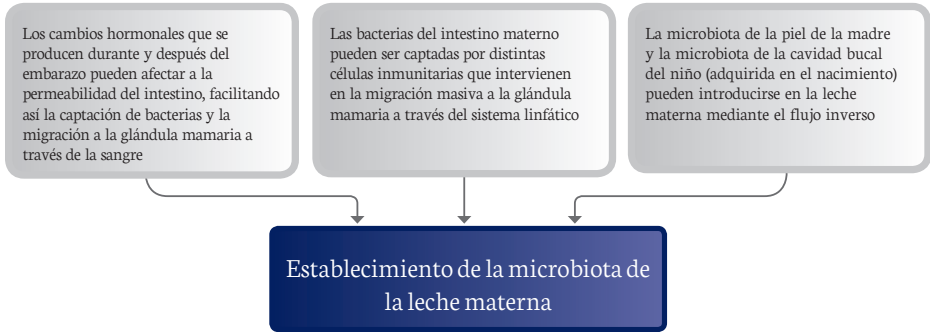 Los cambios hormonales que se
producen durante y después del
embarazo pueden afectar a la
permeabilidad del intestino, facilitando
así la captación de bacterias y la
migración a la glándula mamaria a
través de la sangre
Las bacterias del intestino materno
pueden ser captadas por distintas
células inmunitarias que intervienen
en la migración masiva a la glándula
mamaria a través del sistema linfático
La microbiota de la piel de la madre
y la microbiota de la cavidad bucal
del niño (adquirida en el nacimiento)
pueden introducirse en la leche
materna mediante el flujo inverso
Establecimiento de la microbiota de
la leche materna